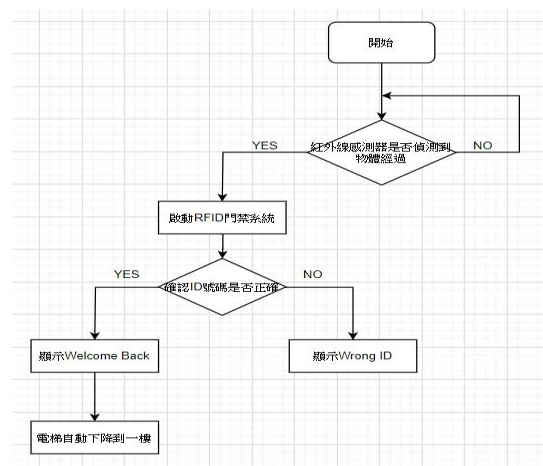 開始
紅外線感測器是否偵測到
物體經過
YES
NO
啟動RFID門禁系統
確認ID號碼是否正確
YES
NO
顯示Welcome Back
顯示Wrong ID
電梯自動下降到一樓